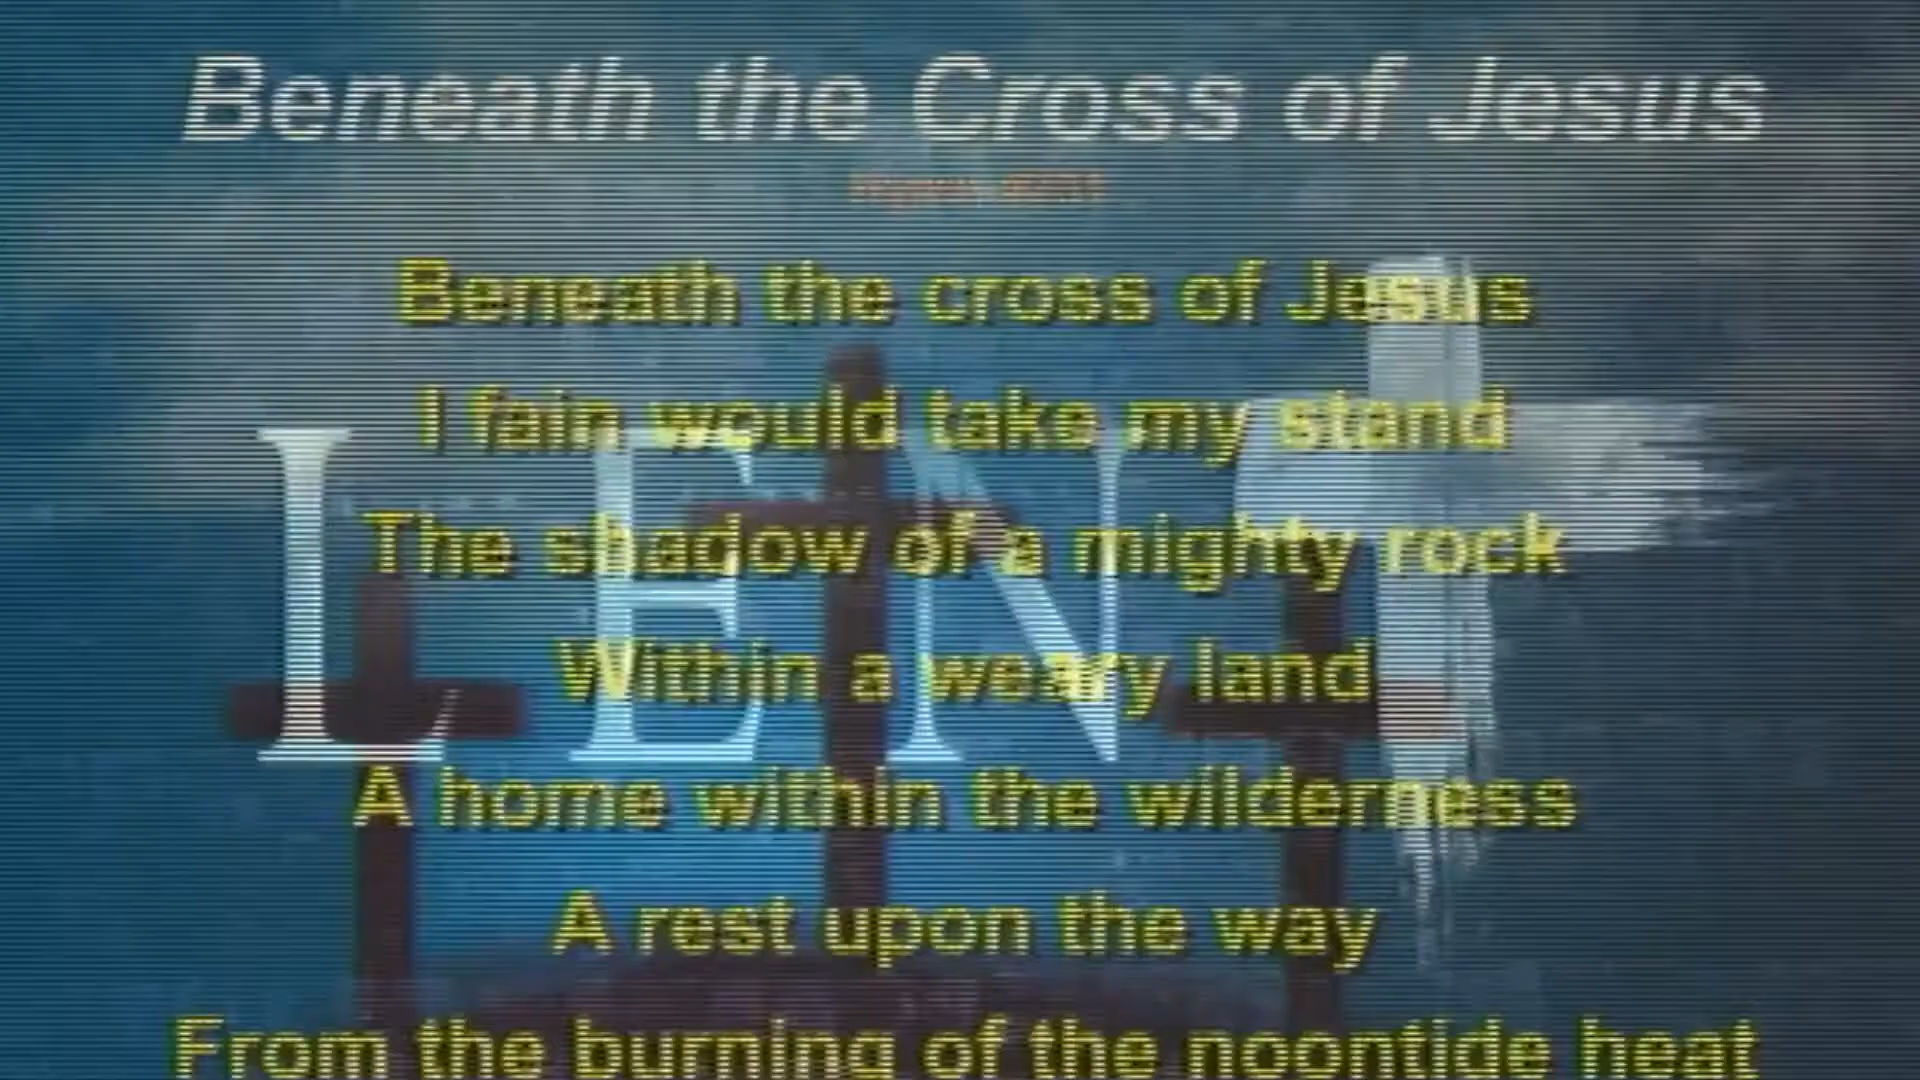 Beneath the Cross of Jesus
Beneath the cross of Jesus
I fain would take my stand
The shadow of a mighty rock
LENT
Within a weary land
A home within the wilderness
A rest upon the way
From the burning of the noontide heat